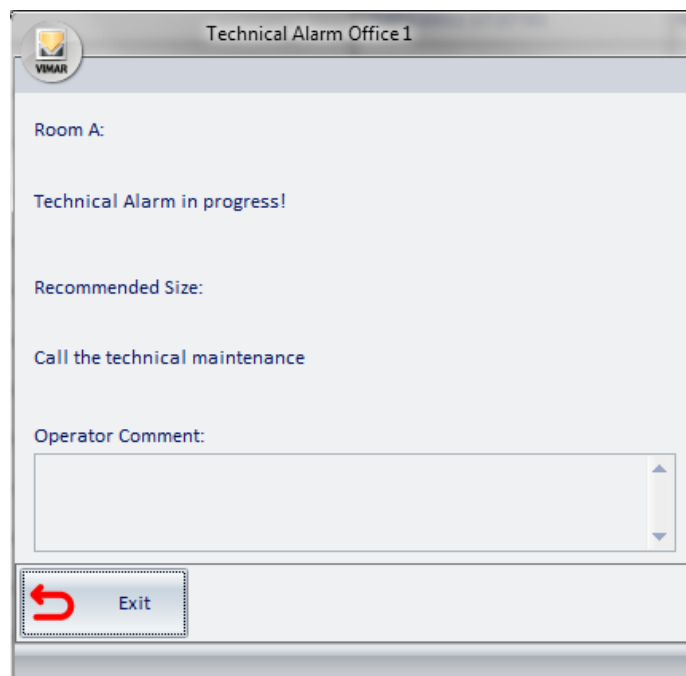 Technical Alarm Office 1
VIMAR
Room A:
Technical Alarm in progress!
Recommended Size:
Call the technical maintenance
Operator Comment:
Exit